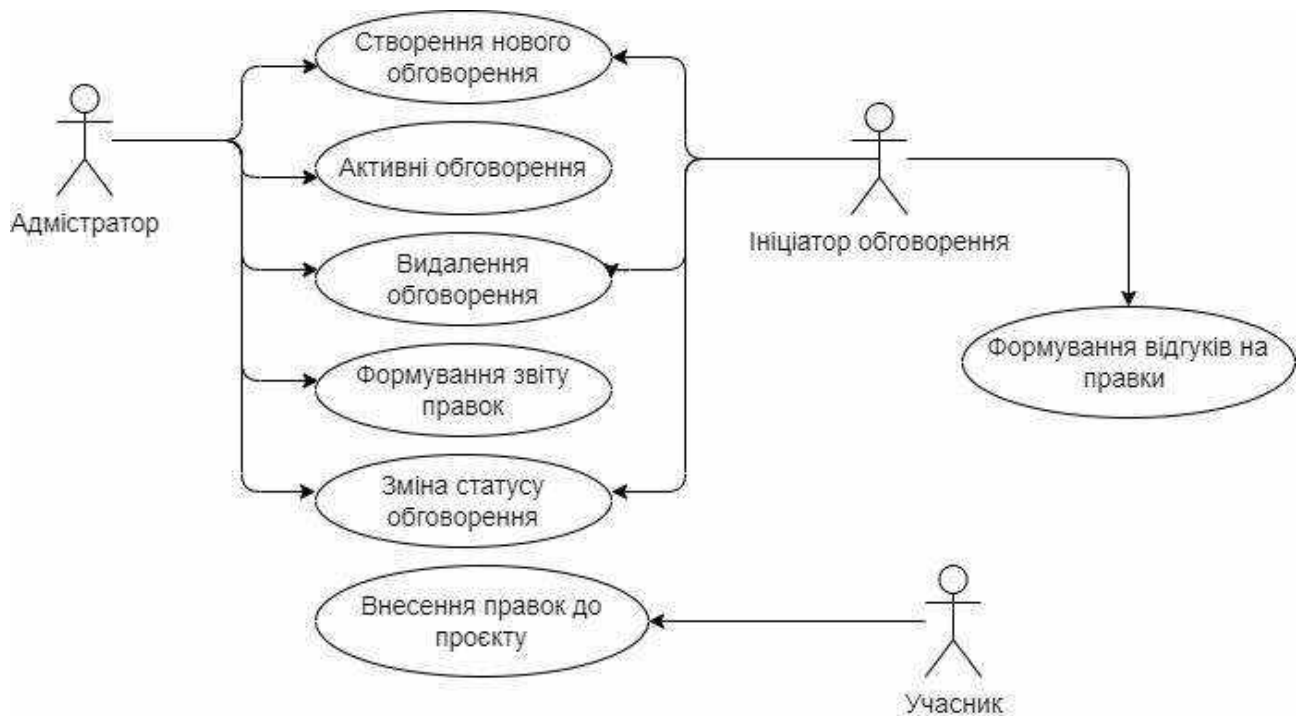 Створення нового
обговорення
Активні обговорення
Адмістратор
Ініціатор обговорення
Видалення
обговорення
Формування відгуків на
правки
Формування звіту
правок
Зміна статусу
обговорення
Внесення правок до
проєкту
Учасник